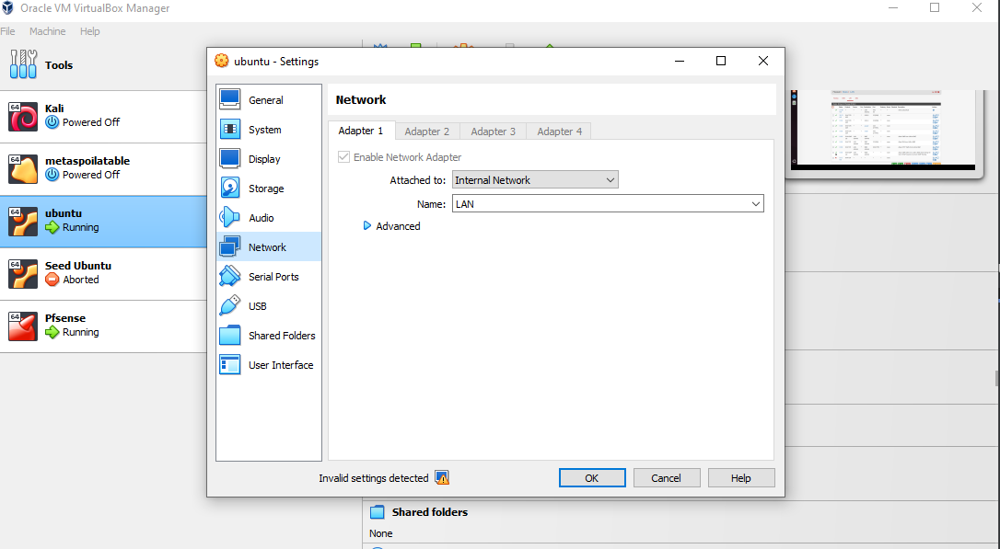 Oracle VM VirtualBox Manager
File Machine Help
Tools
64
Kali
Powered Off
64
metaspoilatable
Powered Off
64
ubuntu
Running
64
Seed Ubuntu
Aborted
64
Pfsense
Running
ubuntu - Settings
General
System
Display
Storage
Audio
Network
Serial Ports
USB
Shared Folders
User Interface
Network
Adapter 1 Adapter 2 Adapter 3 Adapter 4
Enable Network Adapter
Attached to: Internal Network
Name: LAN
Advanced
Invalid settings detected
OK Cancel Help
Shared folders
None